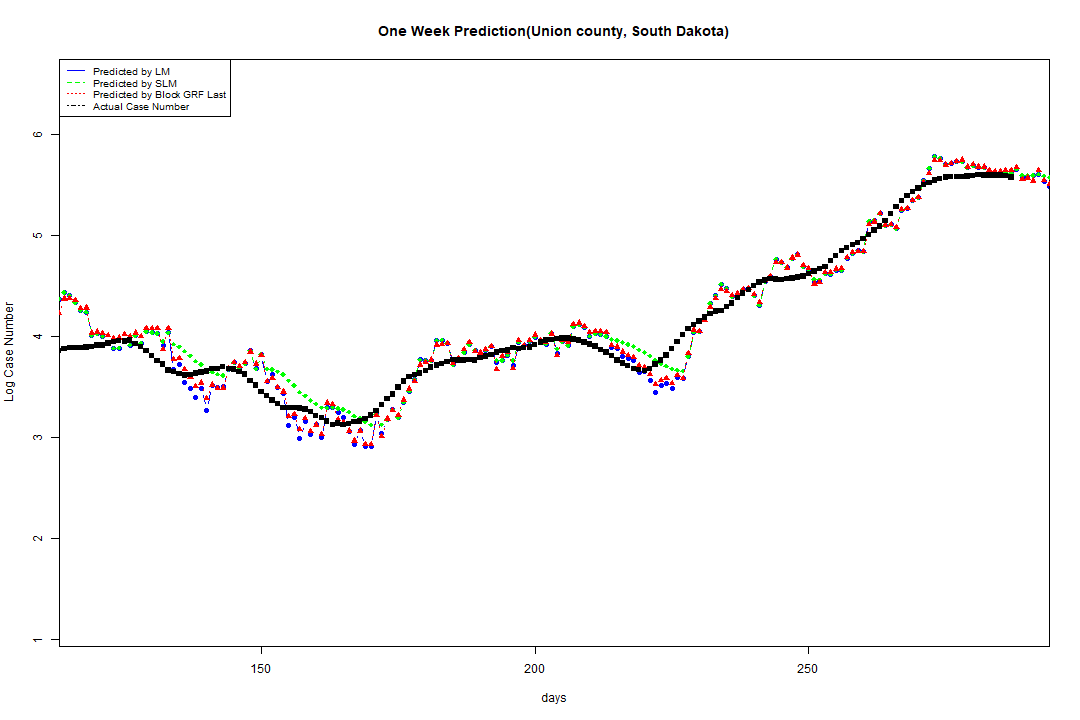 One Week Prediction(Union county, South Dakota)
Predicted by LM
Predicted by SLM
Predicted by Block GRF Last
Actual Case Number
6
5
4
3
2
1
Log Case Number
150 200 250
days